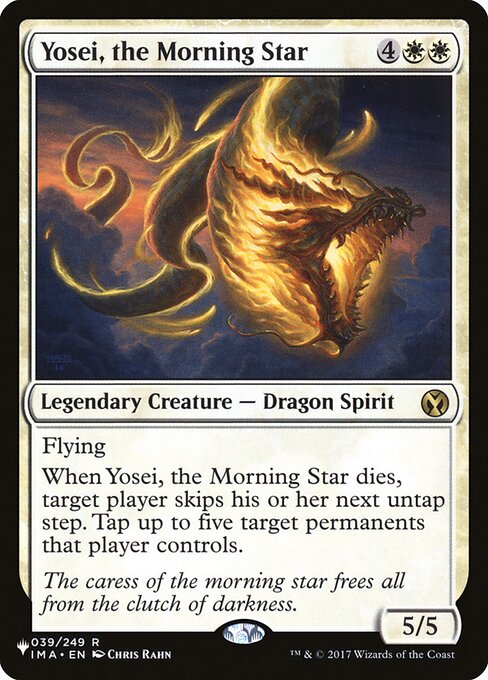 Yosei, the Morning Star 4
Legendary Creature — Dragon Spirit
Flying
When Yosei, the Morning Star dies,
target player skips his or her next untap
step. Tap up to five target permanents
that player controls.
The caress of the morning star frees all
from the clutch of darkness.
5/5
039/249 R
IMA • EN Chris Rahn
™ & © 2017 Wizards of the Coast